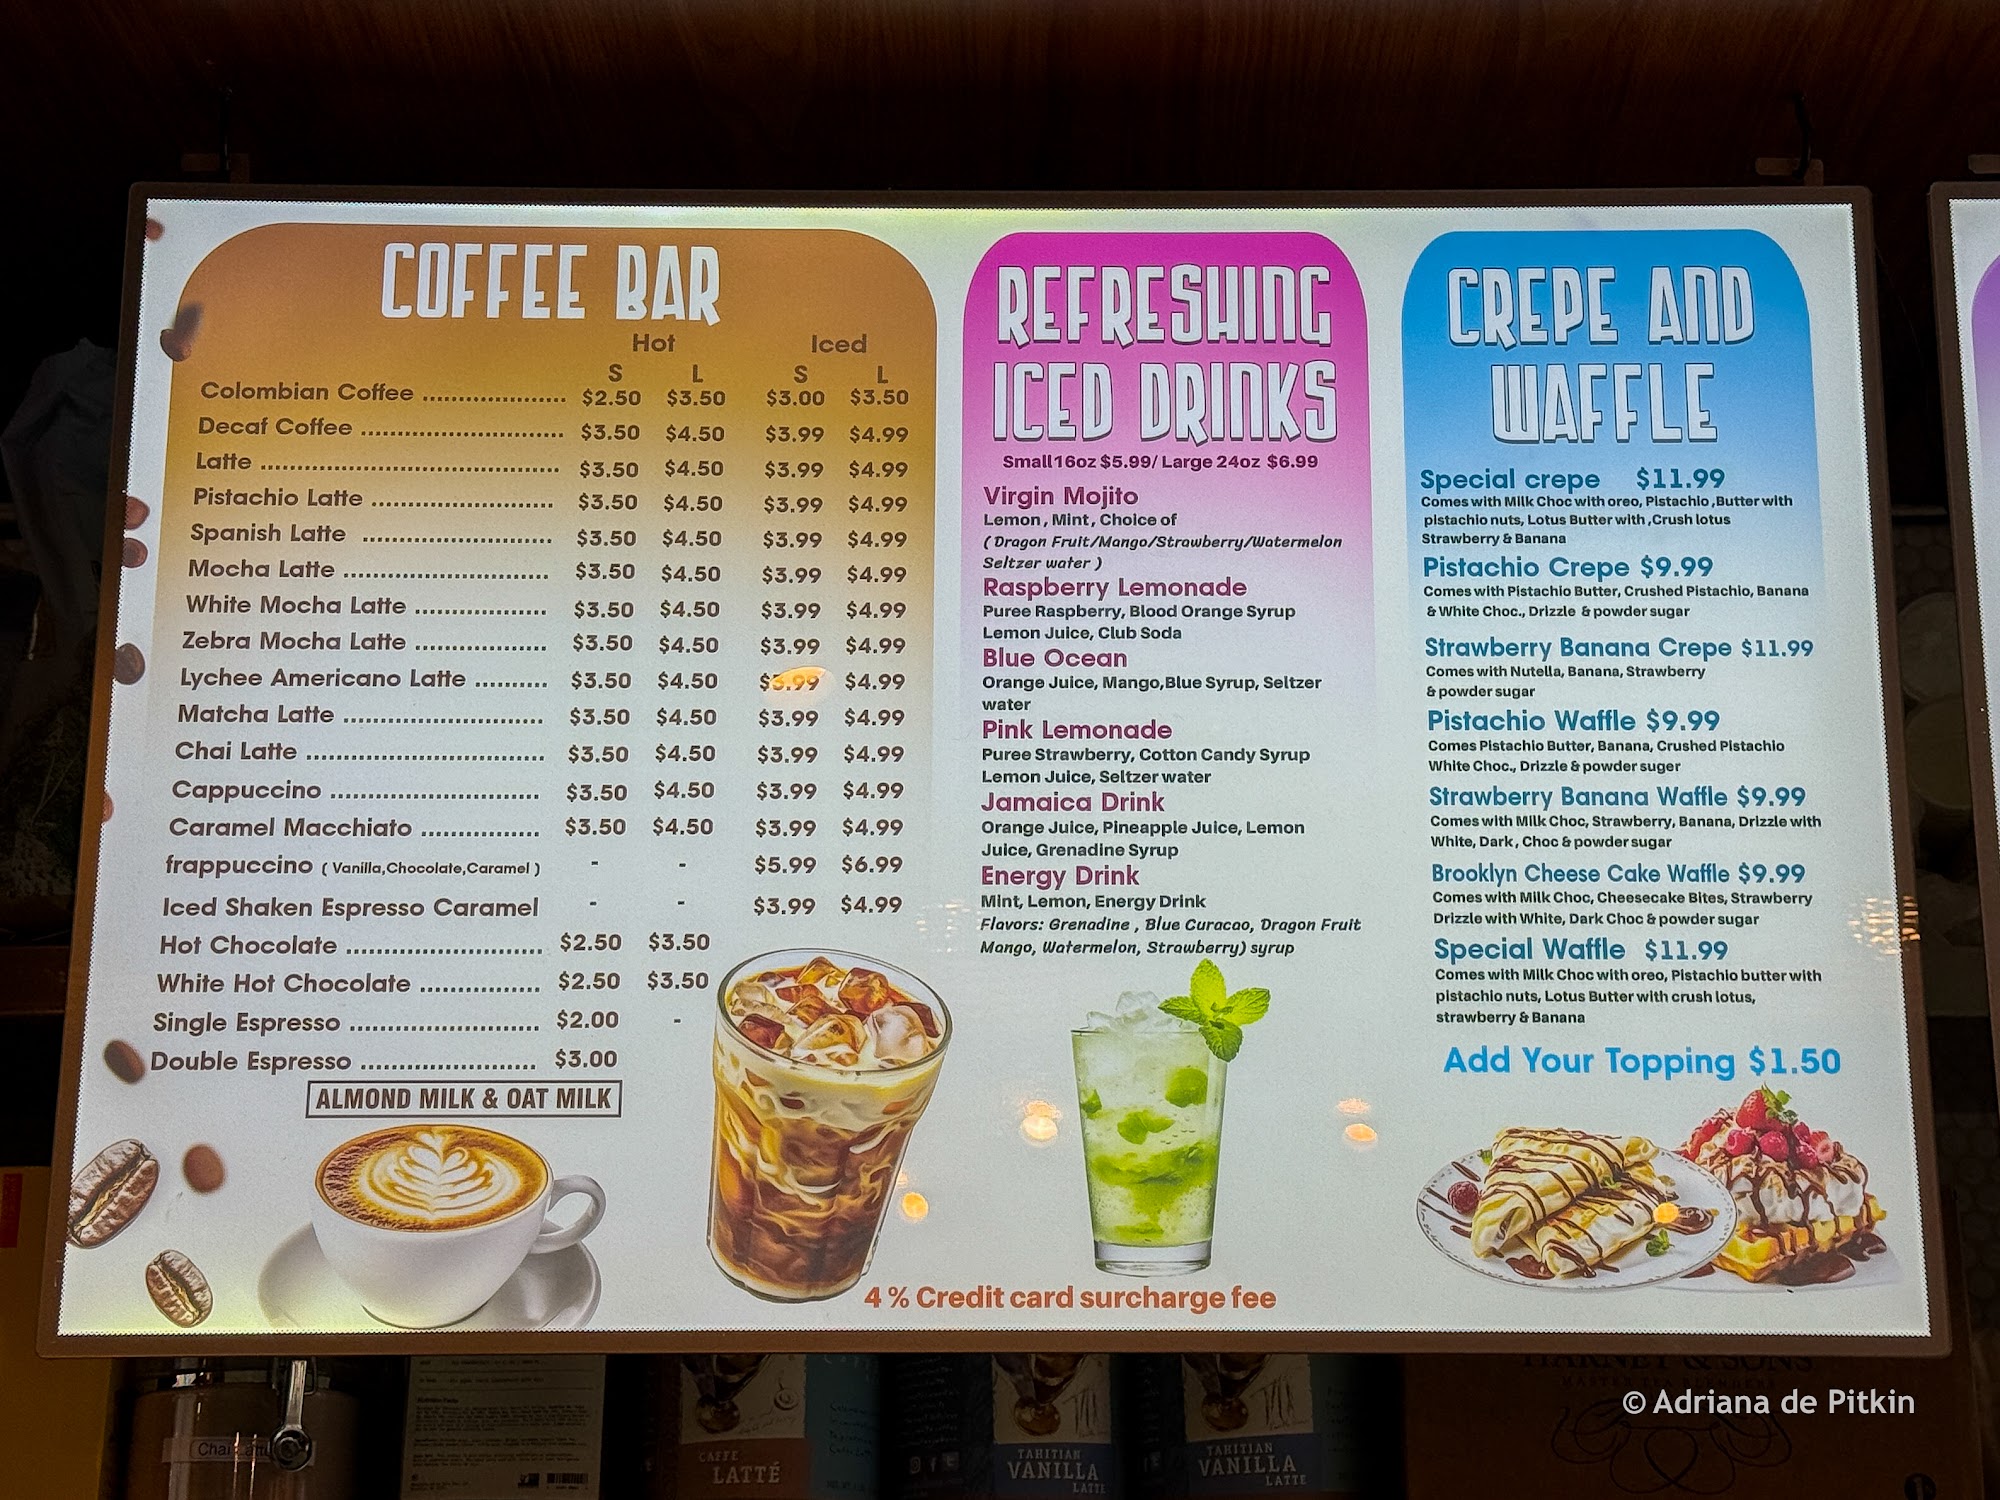 COFFEE BAR
Hot Iced
S L S L
Colombian Coffee ...................... $2.50 $3.50 $3.00 $3.50
Decaf Coffee ............................... $3.50 $4.50 $3.99 $4.99
Latte .............................................. $3.50 $4.50 $3.99 $4.99
Pistachio Latte ............................ $3.50 $4.50 $3.99 $4.99
Spanish Latte ............................. $3.50 $4.50 $3.99 $4.99
Mocha Latte ............................... $3.50 $4.50 $3.99 $4.99
White Mocha Latte .................... $3.50 $4.50 $3.99 $4.99
Zebra Mocha Latte .................... $3.50 $4.50 $3.99 $4.99
Lychee Americano Latte ........... $3.50 $4.50 $3.99 $4.99
Matcha Latte .............................. $3.50 $4.50 $3.99 $4.99
Chai Latte .................................... $3.50 $4.50 $3.99 $4.99
Cappuccino ................................ $3.50 $4.50 $3.99 $4.99
Caramel Macchiato .................. $3.50 $4.50 $3.99 $4.99
frappuccino ( Vanilla,Chocolate,Caramel ) - - $5.99 $6.99
Iced Shaken Espresso Caramel - - $3.99 $4.99
Hot Chocolate .............................. $2.50 $3.50
White Hot Chocolate .................. $2.50 $3.50
Single Espresso ............................. $2.00 -
Double Espresso ........................... $3.00
ALMOND MILK & OAT MILK
REFRESHING
ICED DRINKS
Small 16oz $5.99/ Large 24oz $6.99
Virgin Mojito
Lemon , Mint , Choice of
( Dragon Fruit/Mango/Strawberry/Watermelon
Seltzer water )
Raspberry Lemonade
Puree Raspberry, Blood Orange Syrup
Lemon Juice, Club Soda
Blue Ocean
Orange Juice, Mango,Blue Syrup, Seltzer
water
Pink Lemonade
Puree Strawberry, Cotton Candy Syrup
Lemon Juice, Seltzer water
Jamaica Drink
Orange Juice, Pineapple Juice, Lemon
Juice, Grenadine Syrup
Energy Drink
Mint, Lemon, Energy Drink
Flavors: Grenadine , Blue Curacao, Dragon Fruit
Mango, Watermelon, Strawberry) syrup
CREPE AND
WAFFLE
Special crepe $11.99
Comes with Milk Choc with oreo, Pistachio ,Butter with
pistachio nuts, Lotus Butter with ,Crush lotus
Strawberry & Banana
Pistachio Crepe $9.99
Comes with Pistachio Butter, Crushed Pistachio, Banana
& White Choc., Drizzle & powder sugar
Strawberry Banana Crepe $11.99
Comes with Nutella, Banana, Strawberry
& powder sugar
Pistachio Waffle $9.99
Comes Pistachio Butter, Banana, Crushed Pistachio
White Choc., Drizzle & powder suger
Strawberry Banana Waffle $9.99
Comes with Milk Choc, Strawberry, Banana, Drizzle with
White, Dark , Choc & powder sugar
Brooklyn Cheese Cake Waffle $9.99
Comes with Milk Choc, Cheesecake Bites, Strawberry
Drizzle with White, Dark Choc & powder sugar
Special Waffle $11.99
Comes with Milk Choc with oreo, Pistachio butter with
pistachio nuts, Lotus Butter with crush lotus,
strawberry & Banana
Add Your Topping $1.50
4 % Credit card surcharge fee
HARNEY & SONS
MASTER TEA BLENDERS
© Adriana de Pitkin
Chai Latte
CAFFE
LATTÉ
TAHITIAN
VANILLA
LATTE
TAHITIAN
VANILLA
LATTE